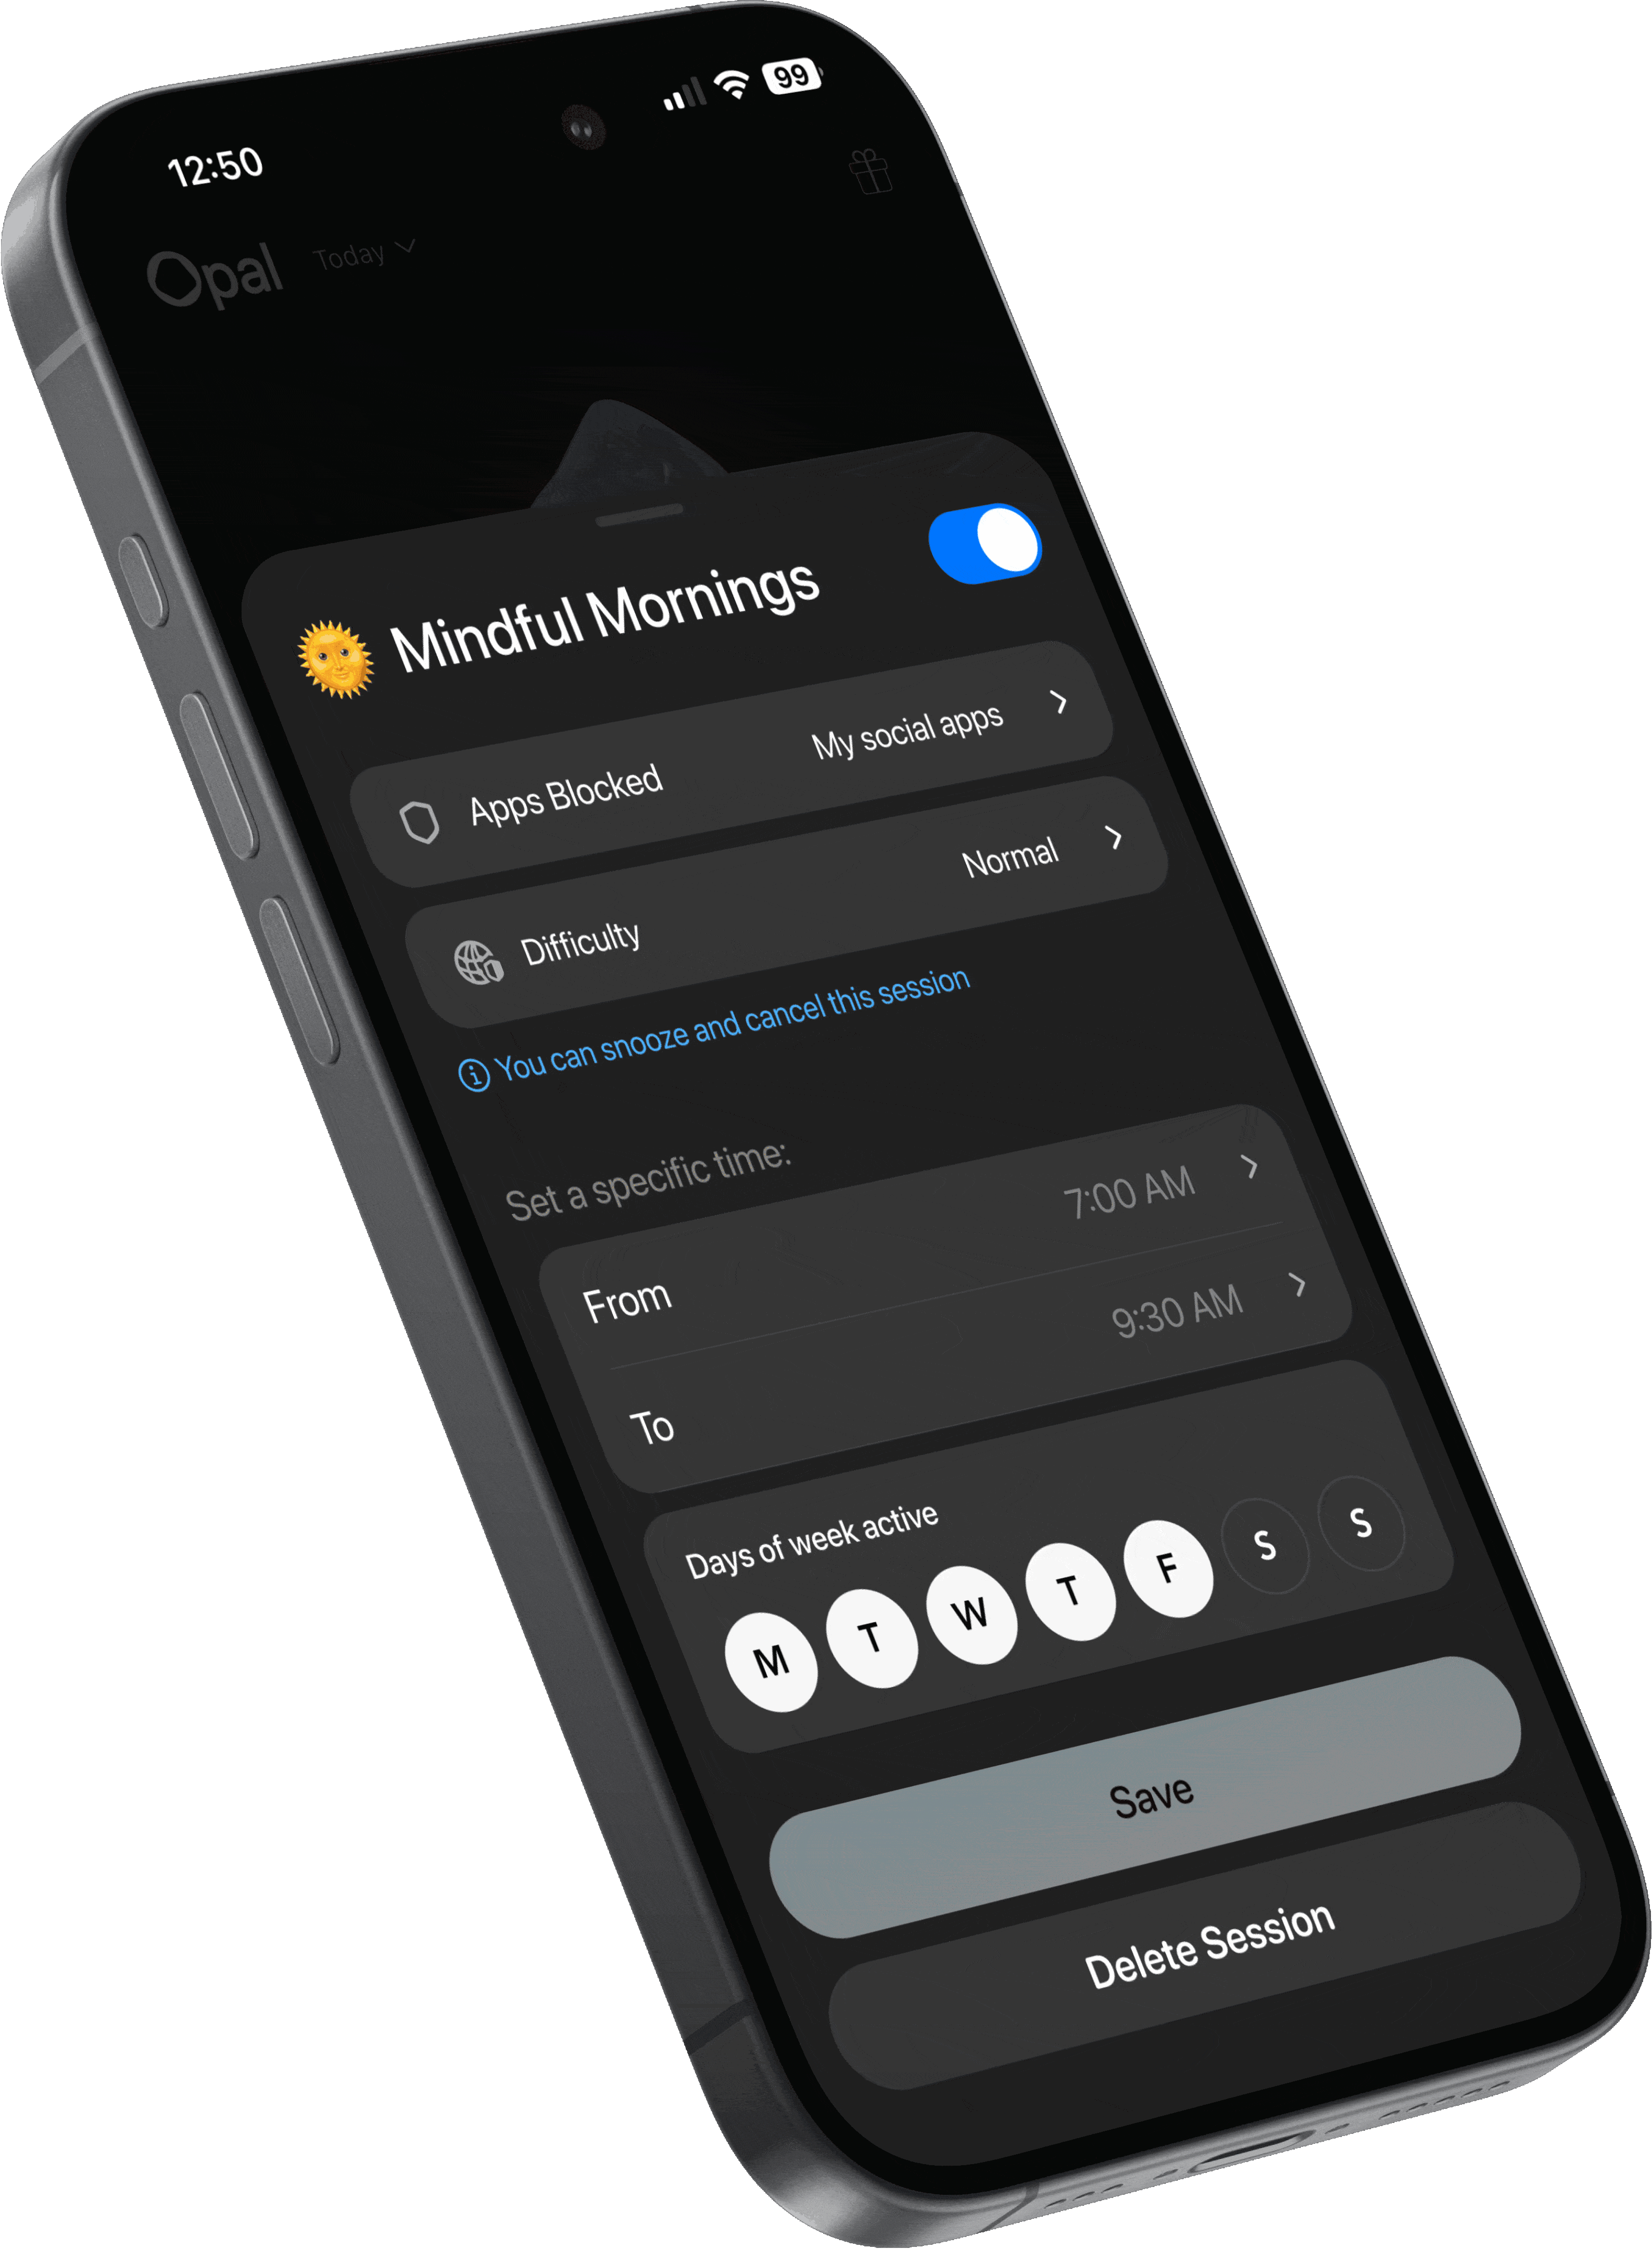 12:50
99
Opal Today
Mindful Mornings
Apps Blocked My social apps
Difficulty Normal
You can snooze and cancel this session
Set a specific time:
From 7:00 AM
To 9:30 AM
Days of week active
M T W T F S S
Save
Delete Session